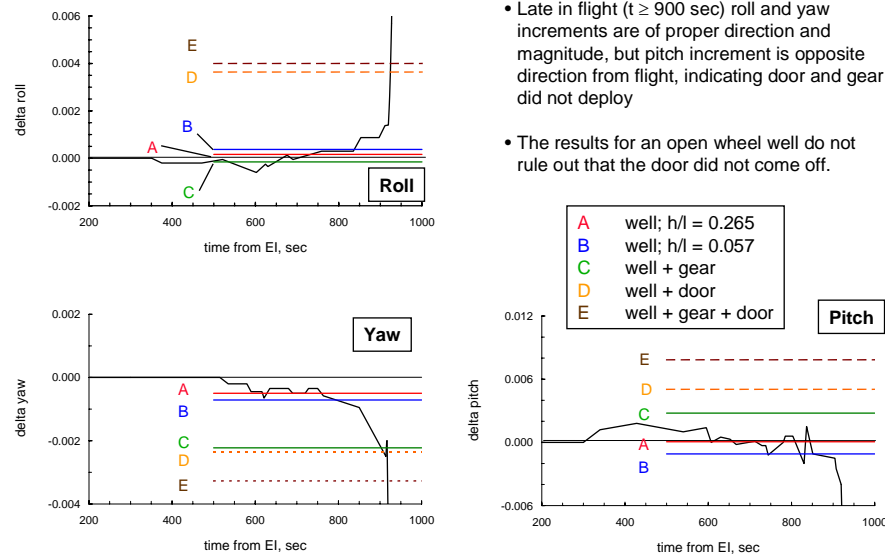 0.006
0.004
0.002
0.000
-0.002
delta roll
E
D
B
A
C
Roll
200 400 600 800 1000
time from EI, sec
• Late in flight (t ≥ 900 sec) roll and yaw
increments are of proper direction and
magnitude, but pitch increment is opposite
direction from flight, indicating door and gear
did not deploy
• The results for an open wheel well do not
rule out that the door did not come off.
A well; h/l = 0.265
B well; h/l = 0.057
C well + gear
D well + door
E well + gear + door
0.002
0.000
-0.002
-0.004
delta yaw
Yaw
A
B
C
D
E
200 400 600 800 1000
time from EI, sec
0.012
0.006
0.000
-0.006
delta pitch
Pitch
E
D
C
A
B
200 400 600 800 1000
time from EI, sec